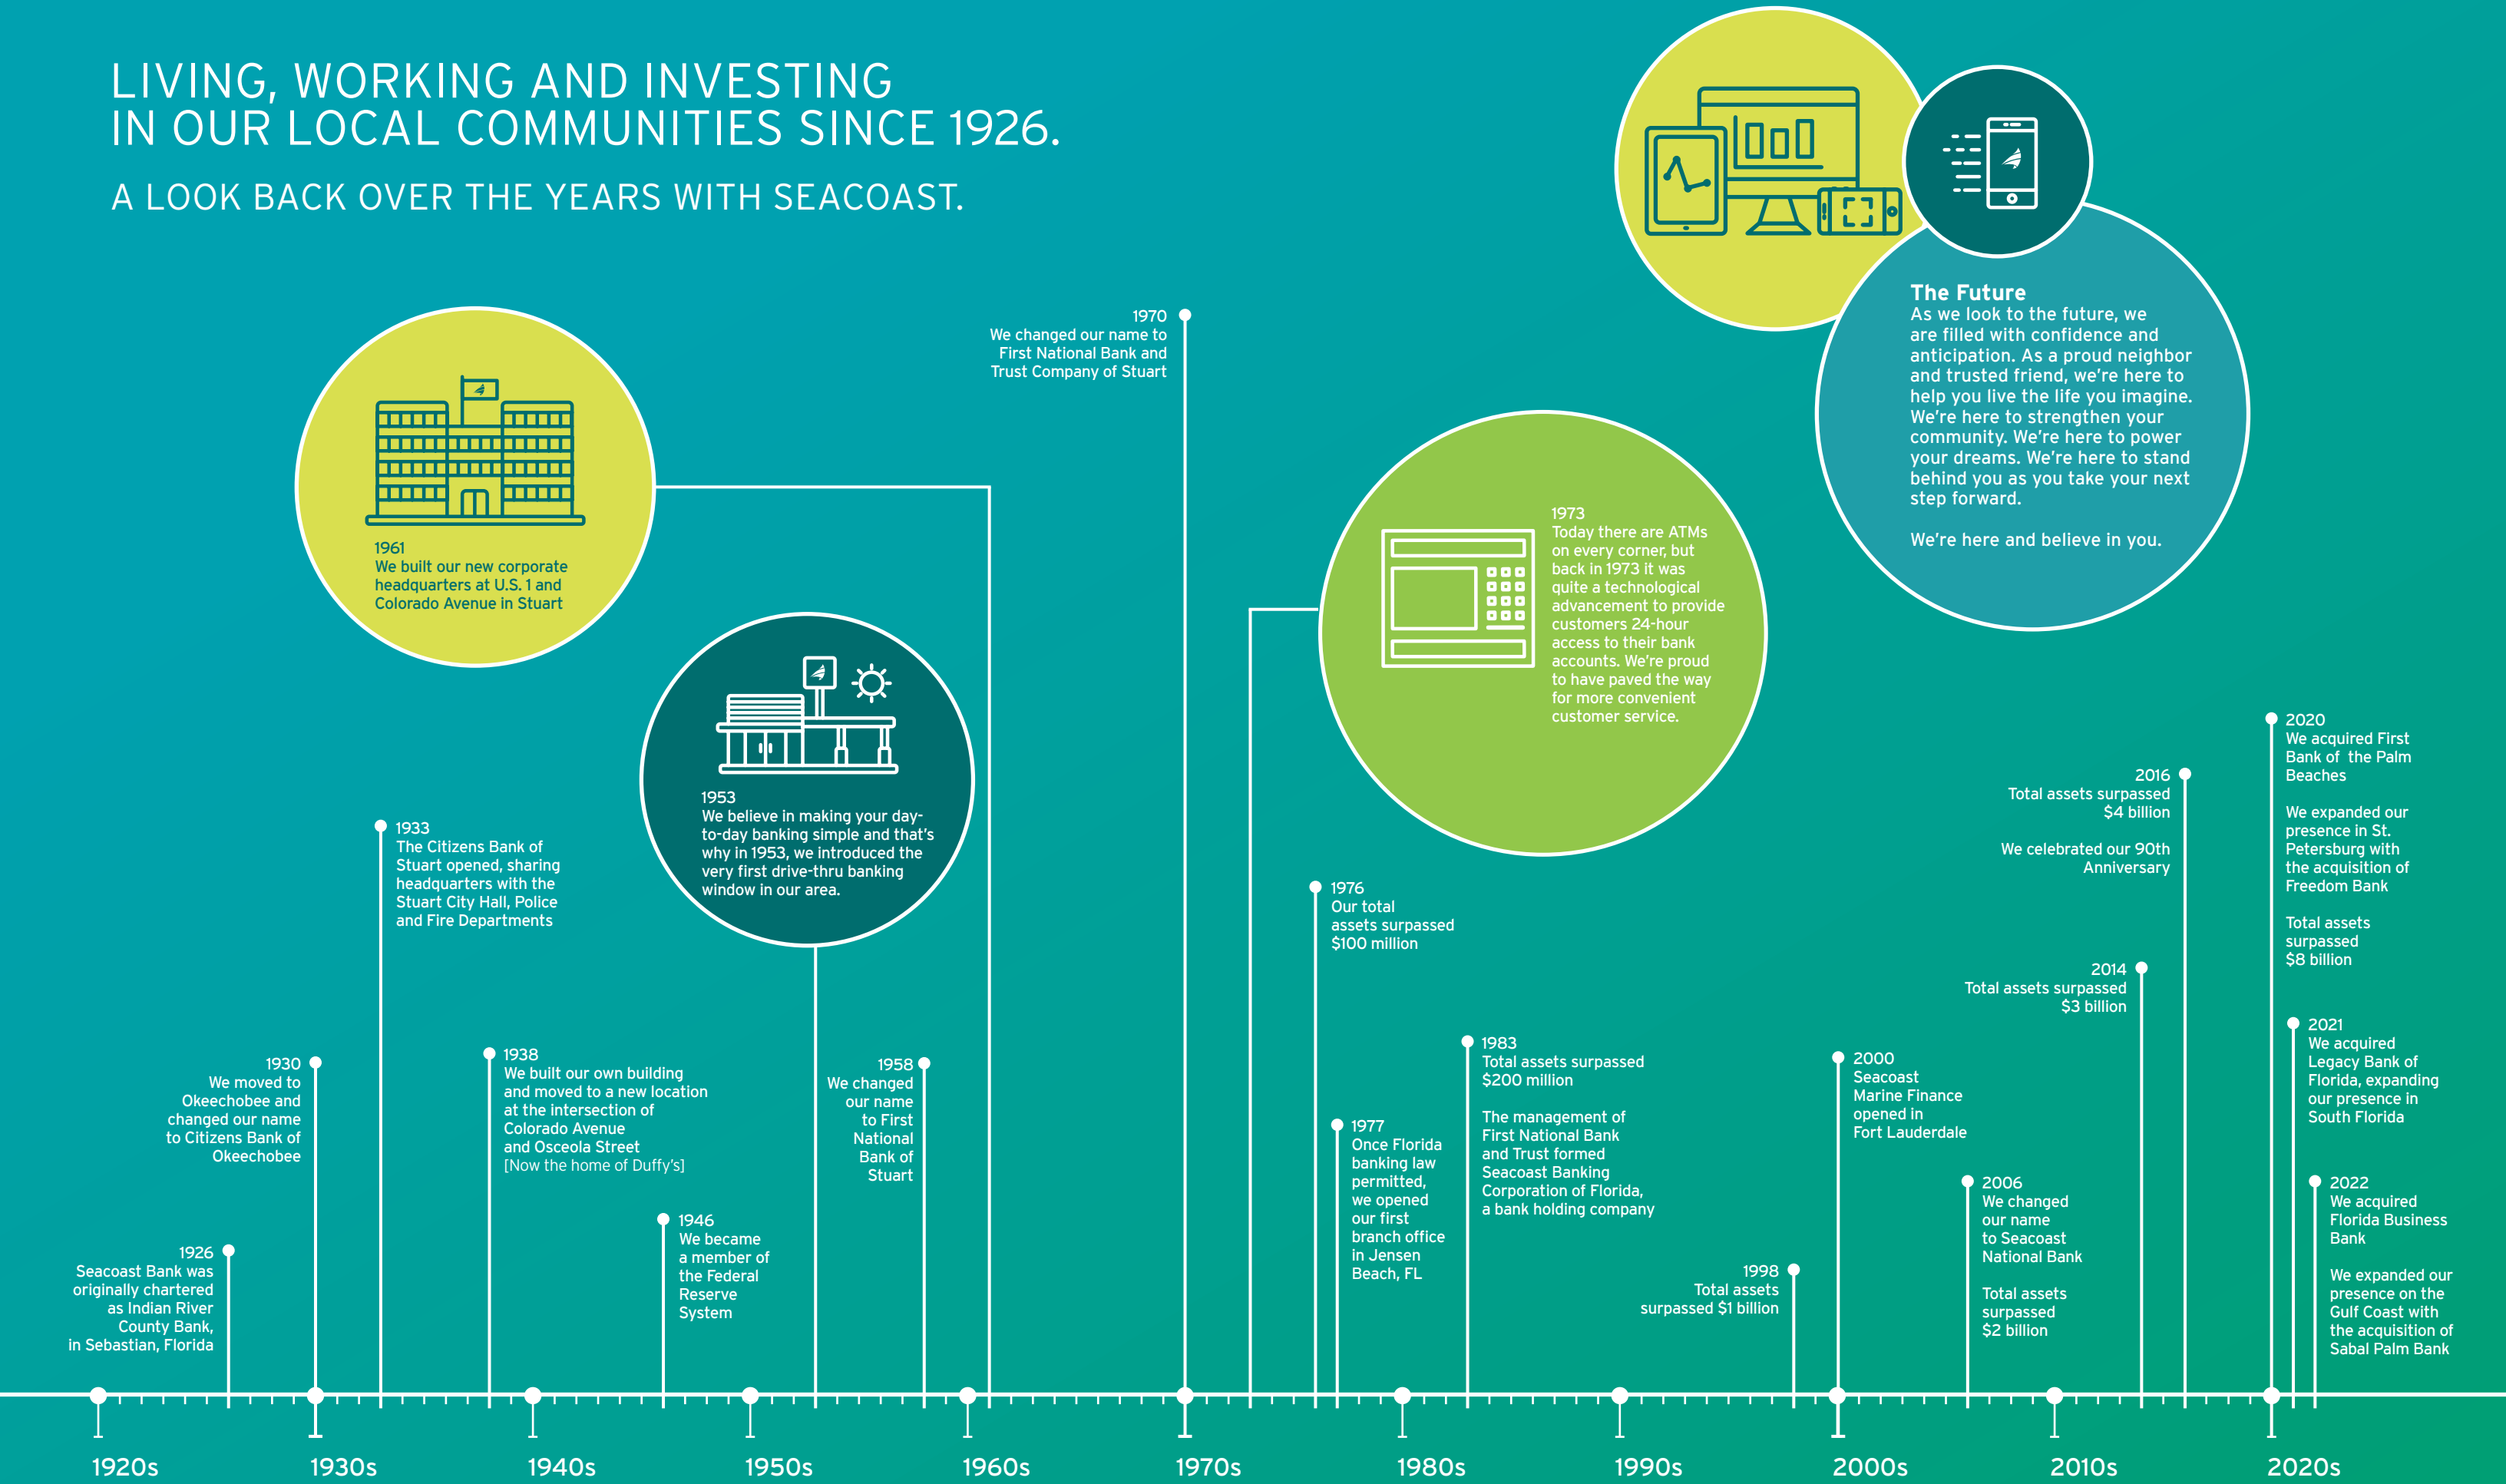 LIVING, WORKING AND INVESTING
IN OUR LOCAL COMMUNITIES SINCE 1926.
A LOOK BACK OVER THE YEARS WITH SEACOAST.
1926
Seacoast Bank was
originally chartered
as Indian River
County Bank,
in Sebastian, Florida
1930
We moved to
Okeechobee and
changed our name
to Citizens Bank of
Okeechobee
1933
The Citizens Bank of
Stuart opened, sharing
headquarters with the
Stuart City Hall, Police
and Fire Departments
1938
We built our own building
and moved to a new location
at the intersection of
Colorado Avenue
and Osceola Street
[Now the home of Duffy's]
1946
We became
a member of
the Federal
Reserve
System
1953
We believe in making your day-
to-day banking simple and that's
why in 1953, we introduced the
very first drive-thru banking
window in our area.
1958
We changed
our name
to First
National
Bank of
Stuart
1961
We built our new corporate
headquarters at U.S. 1 and
Colorado Avenue in Stuart
1970
We changed our name to
First National Bank and
Trust Company of Stuart
1973
Today there are ATMs
on every corner, but
back in 1973 it was
quite a technological
advancement to provide
customers 24-hour
access to their bank
accounts. We're proud
to have paved the way
for more convenient
customer service.
1976
Our total
assets surpassed
$100 million
1977
Once Florida
banking law
permitted,
we opened
our first
branch office
in Jensen
Beach, FL
1983
Total assets surpassed
$200 million
The management of
First National Bank
and Trust formed
Seacoast Banking
Corporation of Florida,
a bank holding company
1998
Total assets
surpassed $1 billion
2000
Seacoast
Marine Finance
opened in
Fort Lauderdale
2006
We changed
our name
to Seacoast
National Bank
Total assets
surpassed
$2 billion
2014
Total assets surpassed
$3 billion
2016
Total assets surpassed
$4 billion
We celebrated our 90th
Anniversary
2020
We acquired First
Bank of the Palm
Beaches
We expanded our
presence in St.
Petersburg with
the acquisition of
Freedom Bank
Total assets
surpassed
$8 billion
2021
We acquired
Legacy Bank of
Florida, expanding
our presence in
South Florida
2022
We acquired
Florida Business
Bank
We expanded our
presence on the
Gulf Coast with
the acquisition of
Sabal Palm Bank
The Future
As we look to the future, we
are filled with confidence and
anticipation. As a proud neighbor
and trusted friend, we're here to
help you live the life you imagine.
We're here to strengthen your
community. We're here to power
your dreams. We're here to stand
behind you as you take your next
step forward.
We're here and believe in you.
1920s
1930s
1940s
1950s
1960s
1970s
1980s
1990s
2000s
2010s
2020s